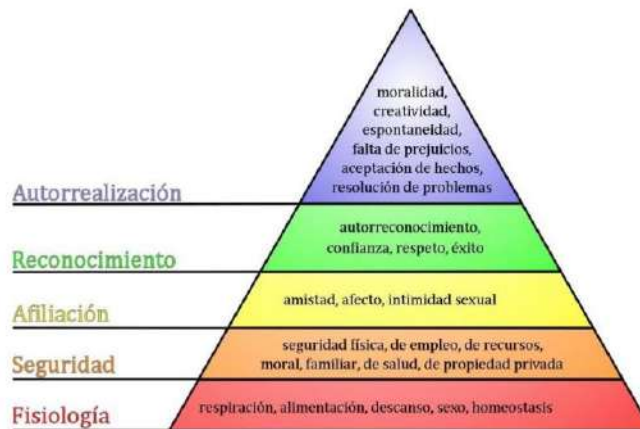 moralidad,
creatividad,
espontaneidad,
falta de prejuicios,
aceptación de hechos,
resolución de problemas
Autorrealización
autorreconocimiento,
confianza, respeto, éxito
Reconocimiento
amistad, afecto, intimidad sexual
Afiliación
seguridad física, de empleo, de recursos,
moral, familiar, de salud, de propiedad privada
Seguridad
respiración, alimentación, descanso, sexo, homeostasis
Fisiología